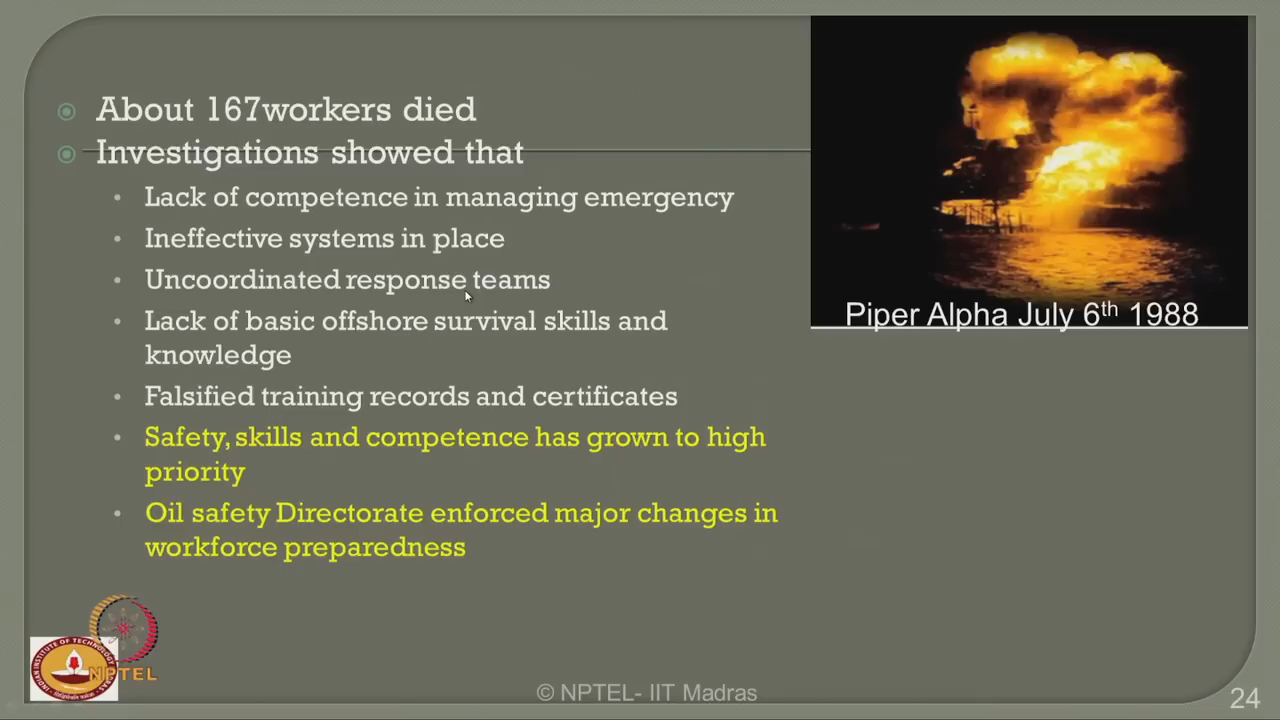 About 167workers died
Investigations showed that
Lack of competence in managing emergency
Ineffective systems in place
Uncoordinated response teams
Lack of basic offshore survival skills and
knowledge
Falsified training records and certificates
Safety, skills and competence has grown to high
priority
Oil safety Directorate enforced major changes in
workforce preparedness
Piper Alpha July 6th 1988
NPTEL
© NPTEL- IIT Madras
24